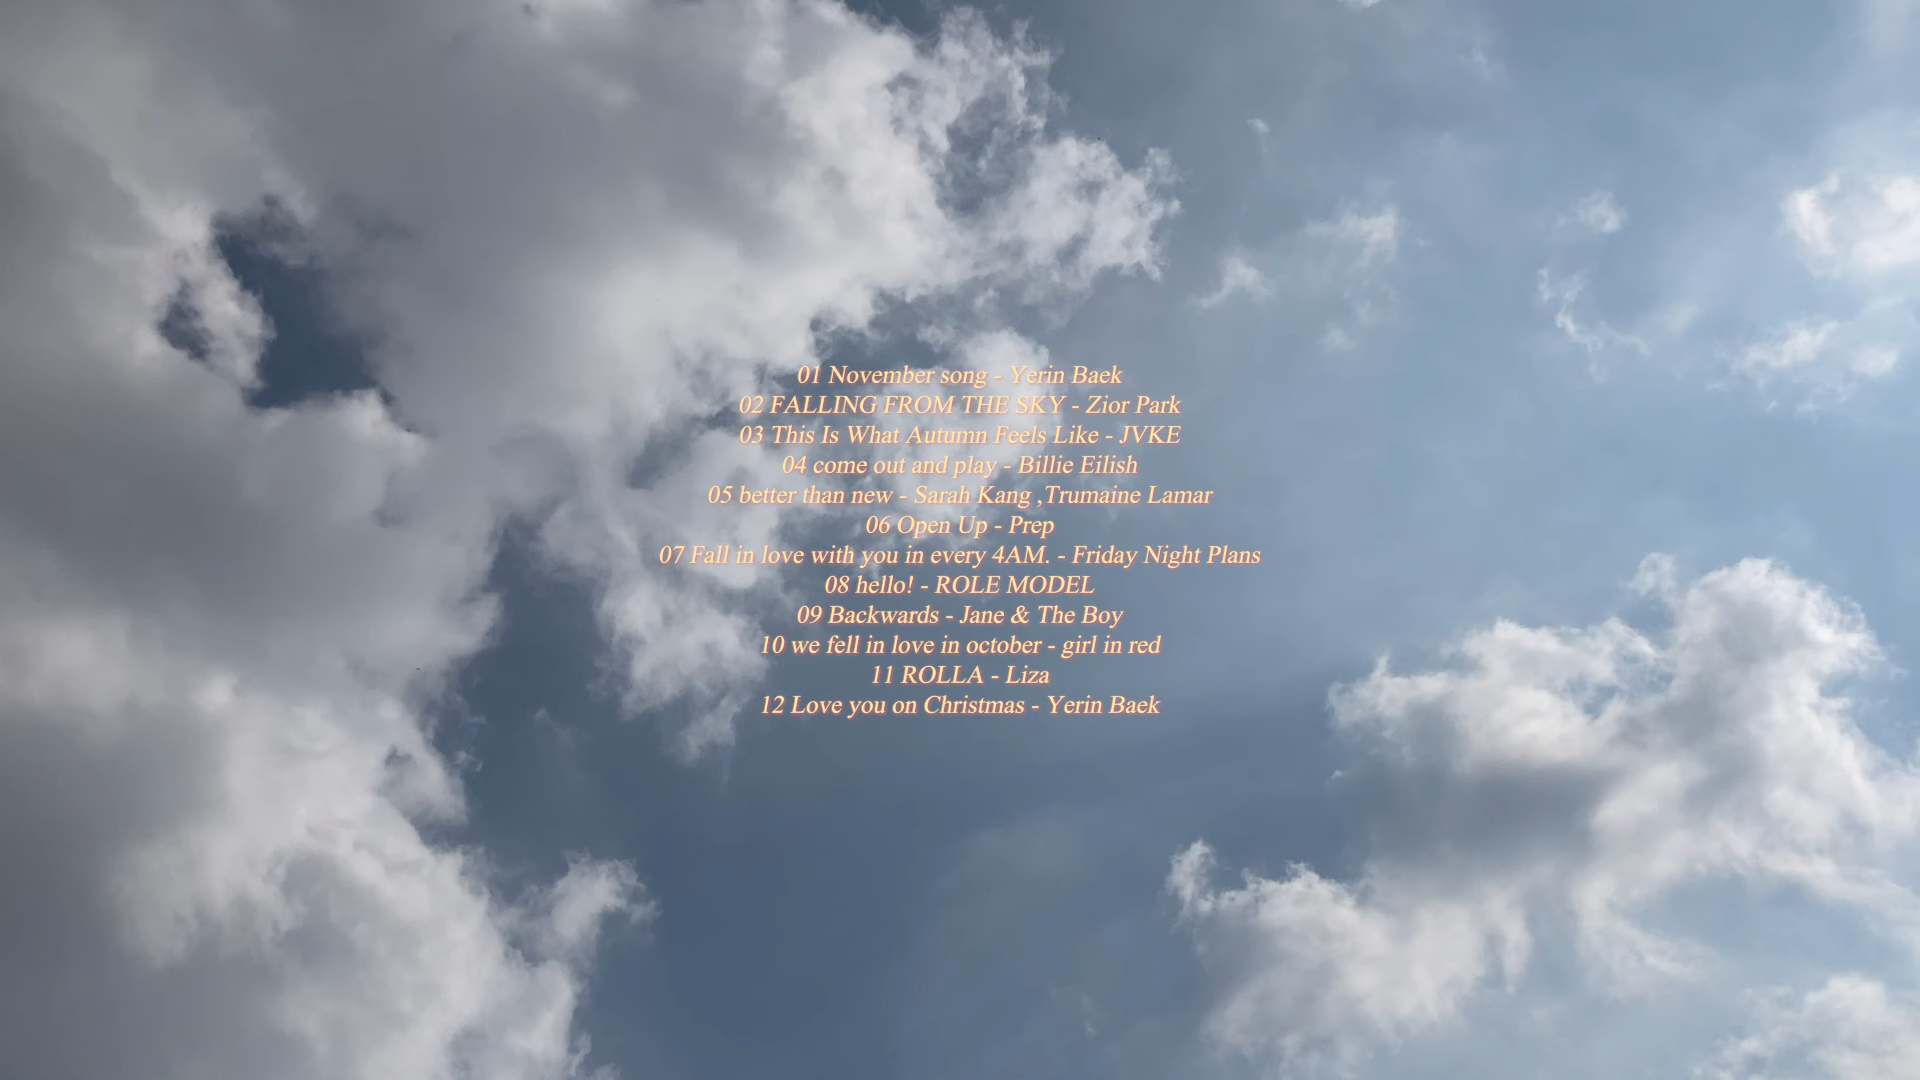 01 November song - Yerin Baek
02 FALLING FROM THE SKY - Zior Park
03 This Is What Autumn Feels Like - JVKE
04 come out and play - Billie Eilish
05 better than new - Sarah Kang ,Trumaine Lamar
06 Open Up - Prep
07 Fall in love with you in every 4AM. - Friday Night Plans
08 hello! - ROLE MODEL
09 Backwards - Jane & The Boy
10 we fell in love in october - girl in red
11 ROLLA - Liza
12 Love you on Christmas - Yerin Baek